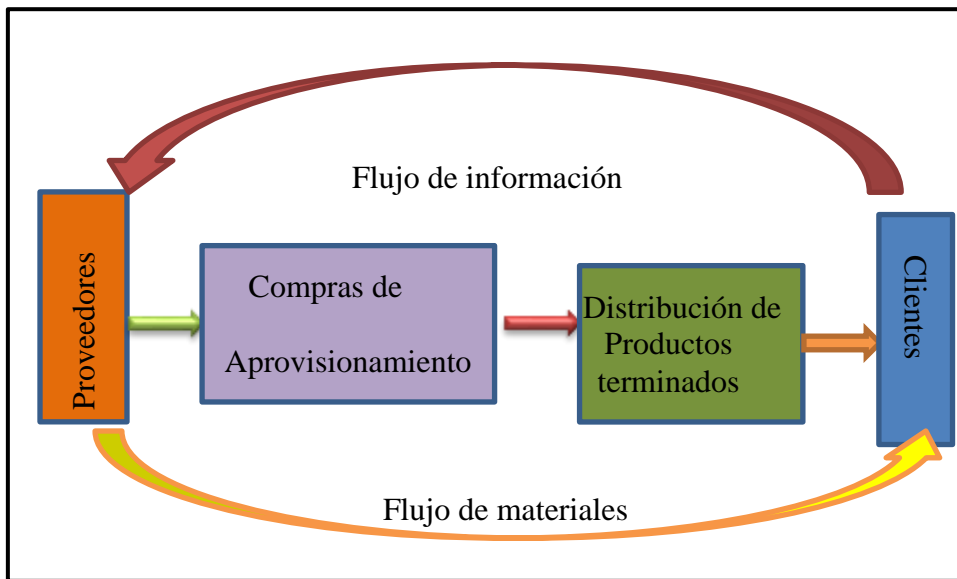 Flujo de información
Proveedores
Compras de
Aprovisionamiento
Distribución de
Productos
terminados
Clientes
Flujo de materiales